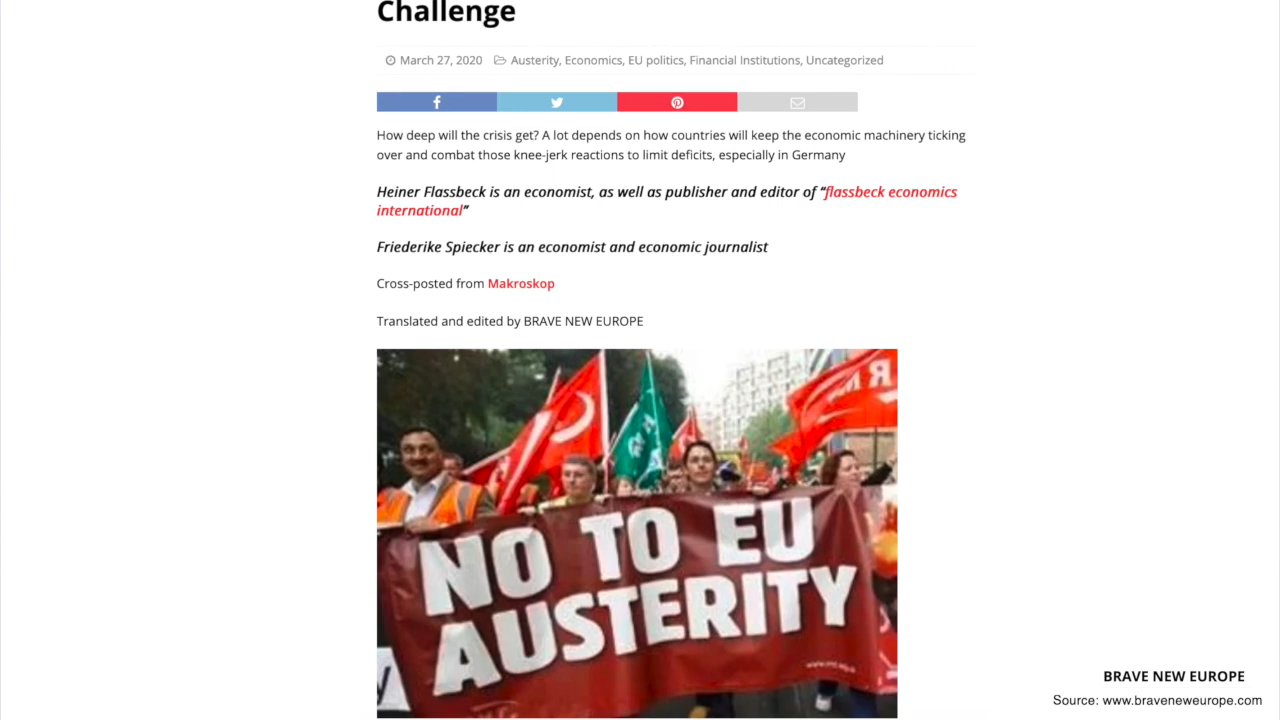 Challenge
March 27, 2020 Austerity, Economics, EU politics, Financial Institutions, Uncategorized
How deep will the crisis get? A lot depends on how countries will keep the economic machinery ticking
over and combat those knee-jerk reactions to limit deficits, especially in Germany
Heiner Flassbeck is an economist, as well as publisher and editor of “flassbeck economics
international”
Friederike Spiecker is an economist and economic journalist
Cross-posted from Makroskop
Translated and edited by BRAVE NEW EUROPE
NO TO EU
AUSTERITY
BRAVE NEW EUROPE
Source: www.braveneweurope.com